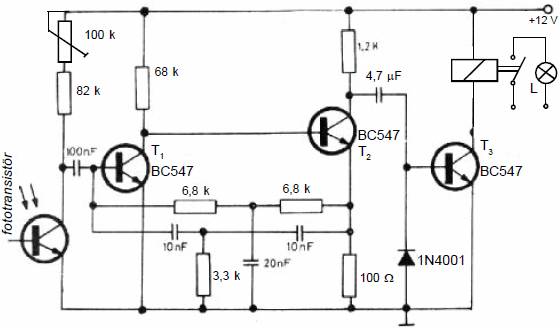 100 k
+12 V
1,2 K
68 k
82 k
4,7 µF
L
100nF
T1
BC547
BC547
T2
T3
BC547
fototransistör
6,8 k
6,8 k
10nF
10nF
20nF
1N4001
3,3 k
100 Ω